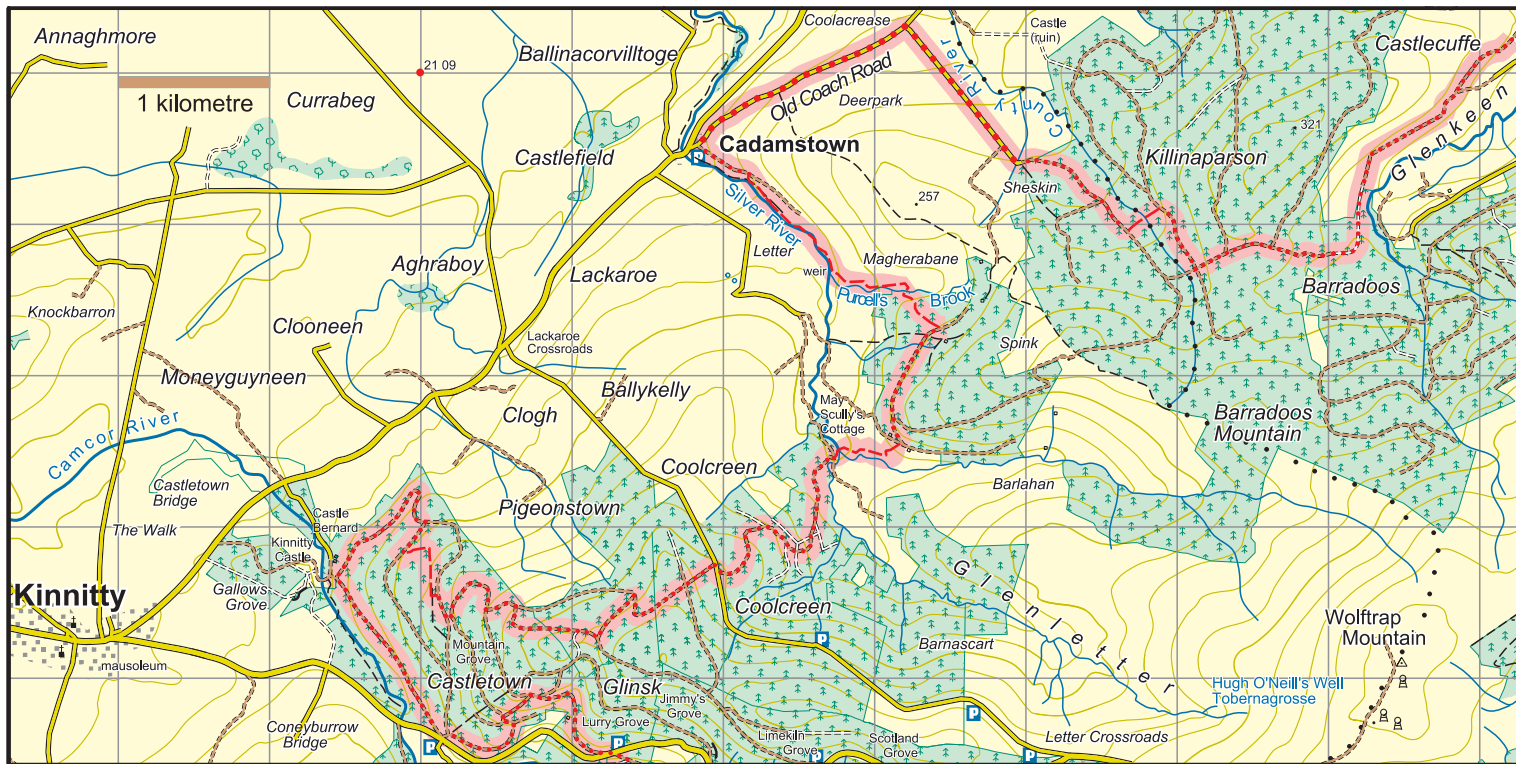 Annaghmore
Ballinacorvilltoge
Coolacrease
Castle
(ruin)
Castlecuffe
21 09
1 kilometre
Currabeg
Old Coach Road
Deerpark
County River
321
Glenken
Castlefield
Cadamstown
P
Killinaparson
Sheskin
Silver River
257
Letter
Magherabane
weir
Aghraboy
Lackaroe
Purcell's Brook
Barradoos
Knockbarron
Clooneen
Lackaroe
Crossroads
Spink
Moneyguyneen
Ballykelly
Clogh
May
Scully's
Cottage
Barradoos
Mountain
Camcor River
Coolcreen
Castletown
Bridge
Pigeonstown
Barlahan
The Walk
Castle
Bernard
Kinnitty
Castle
Gallows
Grove
Kinnitty
Glenletter
Coolcreen
Wolftrap
Mountain
P
Barnascart
mausoleum
Mountain
Grove
Castletown
Glinsk
Jimmy's
Grove
Hugh O'Neill's Well
Tobernagrosse
Lurry Grove
P
Coneyburrow
Bridge
Limekiln
Grove
Scotland
Grove
Letter Crossroads
P
P
P
P